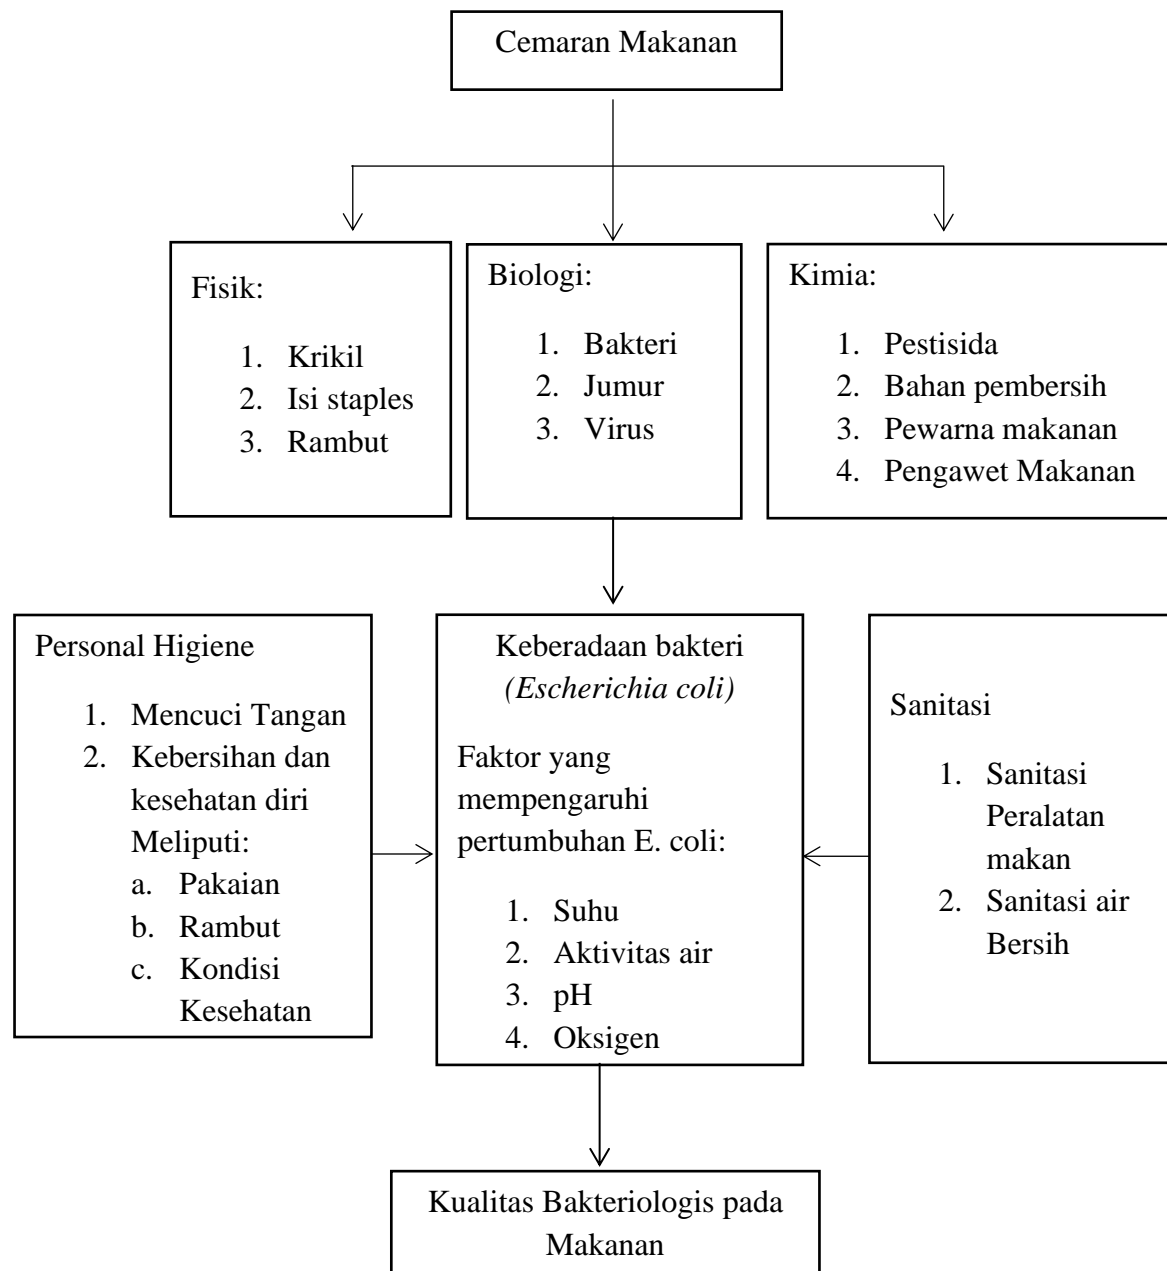 Cemaran Makanan
Fisik:
1. Krikil
2. Isi staples
3. Rambut
Biologi:
1. Bakteri
2. Jumur
3. Virus
Kimia:
1. Pestisida
2. Bahan pembersih
3. Pewarna makanan
4. Pengawet Makanan
Personal Higiene
1. Mencuci Tangan
2. Kebersihan dan
kesehatan diri
Meliputi:
a. Pakaian
b. Rambut
c. Kondisi
Kesehatan
Keberadaan bakteri
(Escherichia coli)
Faktor yang
mempengaruhi
pertumbuhan E. coli:
1. Suhu
2. Aktivitas air
3. pH
4. Oksigen
Sanitasi
1. Sanitasi
Peralatan
makan
2. Sanitasi air
Bersih
Kualitas Bakteriologis pada
Makanan